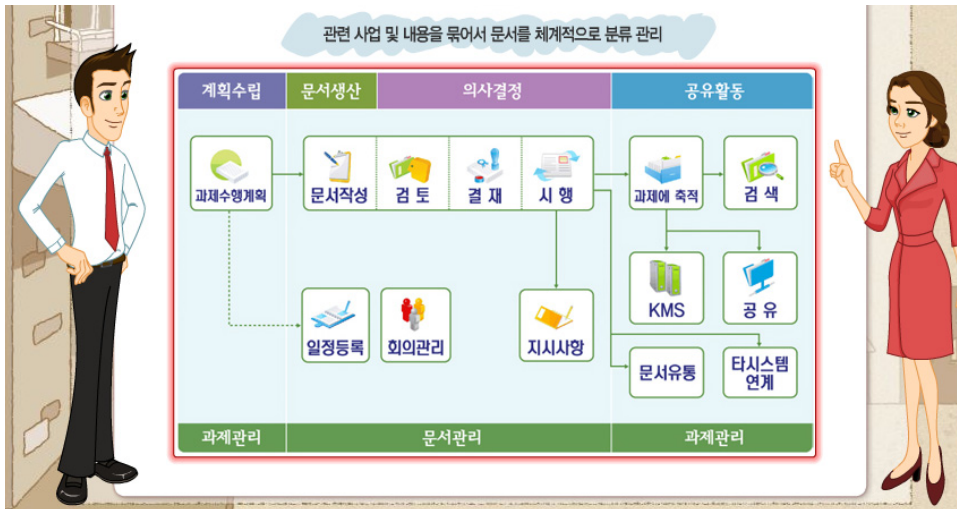 관련 사업 및 내용을 묶어서 문서를 체계적으로 분류 관리
계획수립 문서생산 의사결정 공유활동
과제수행계획 문서작성 검 토 결 재 시 행 과제에 축적 검 색
KMS 공 유
일정등록 회의관리 지시사항
문서유통 타시스템
연계
과제관리 문서관리 과제관리